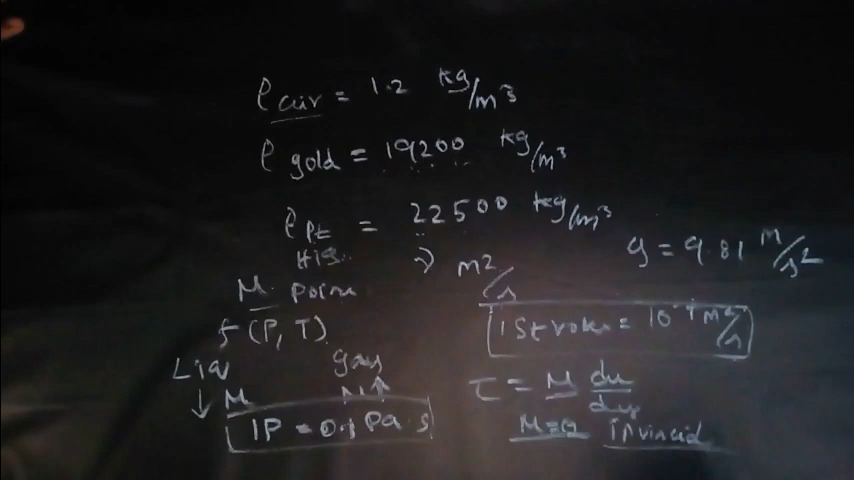 ρ air = 1.2 kg/m³
ρ gold = 19200 kg/m³
ρ Pt = 22500 kg/m³
g = 9.81 m/s²
ν m²/s
μ
f (P, T)
1 Stroke = 10⁻⁴ m²/s
Liq gas
↓ μ μ ↑
τ = μ du/dy
1P = 0.1 Pa.s
μ=0 inviscid